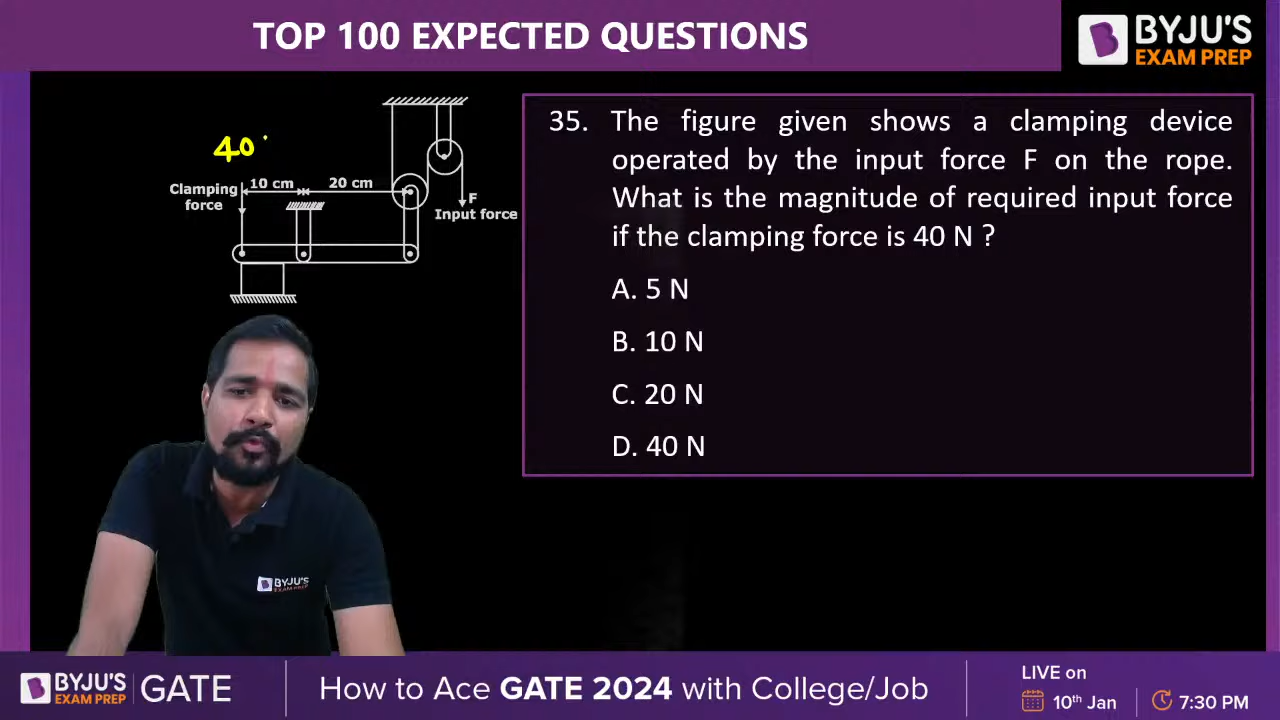 TOP 100 EXPECTED QUESTIONS
BYJU'S
EXAM PREP
40
Clamping
force
10 cm
20 cm
F
Input force
35. The figure given shows a clamping device
operated by the input force F on the rope.
What is the magnitude of required input force
if the clamping force is 40 N ?
A. 5 N
B. 10 N
C. 20 N
D. 40 N
BYJU'S
EXAM PREP
BYJU'S
EXAM PREP
GATE
How to Ace GATE 2024 with College/Job
LIVE on
10th Jan
7:30 PM